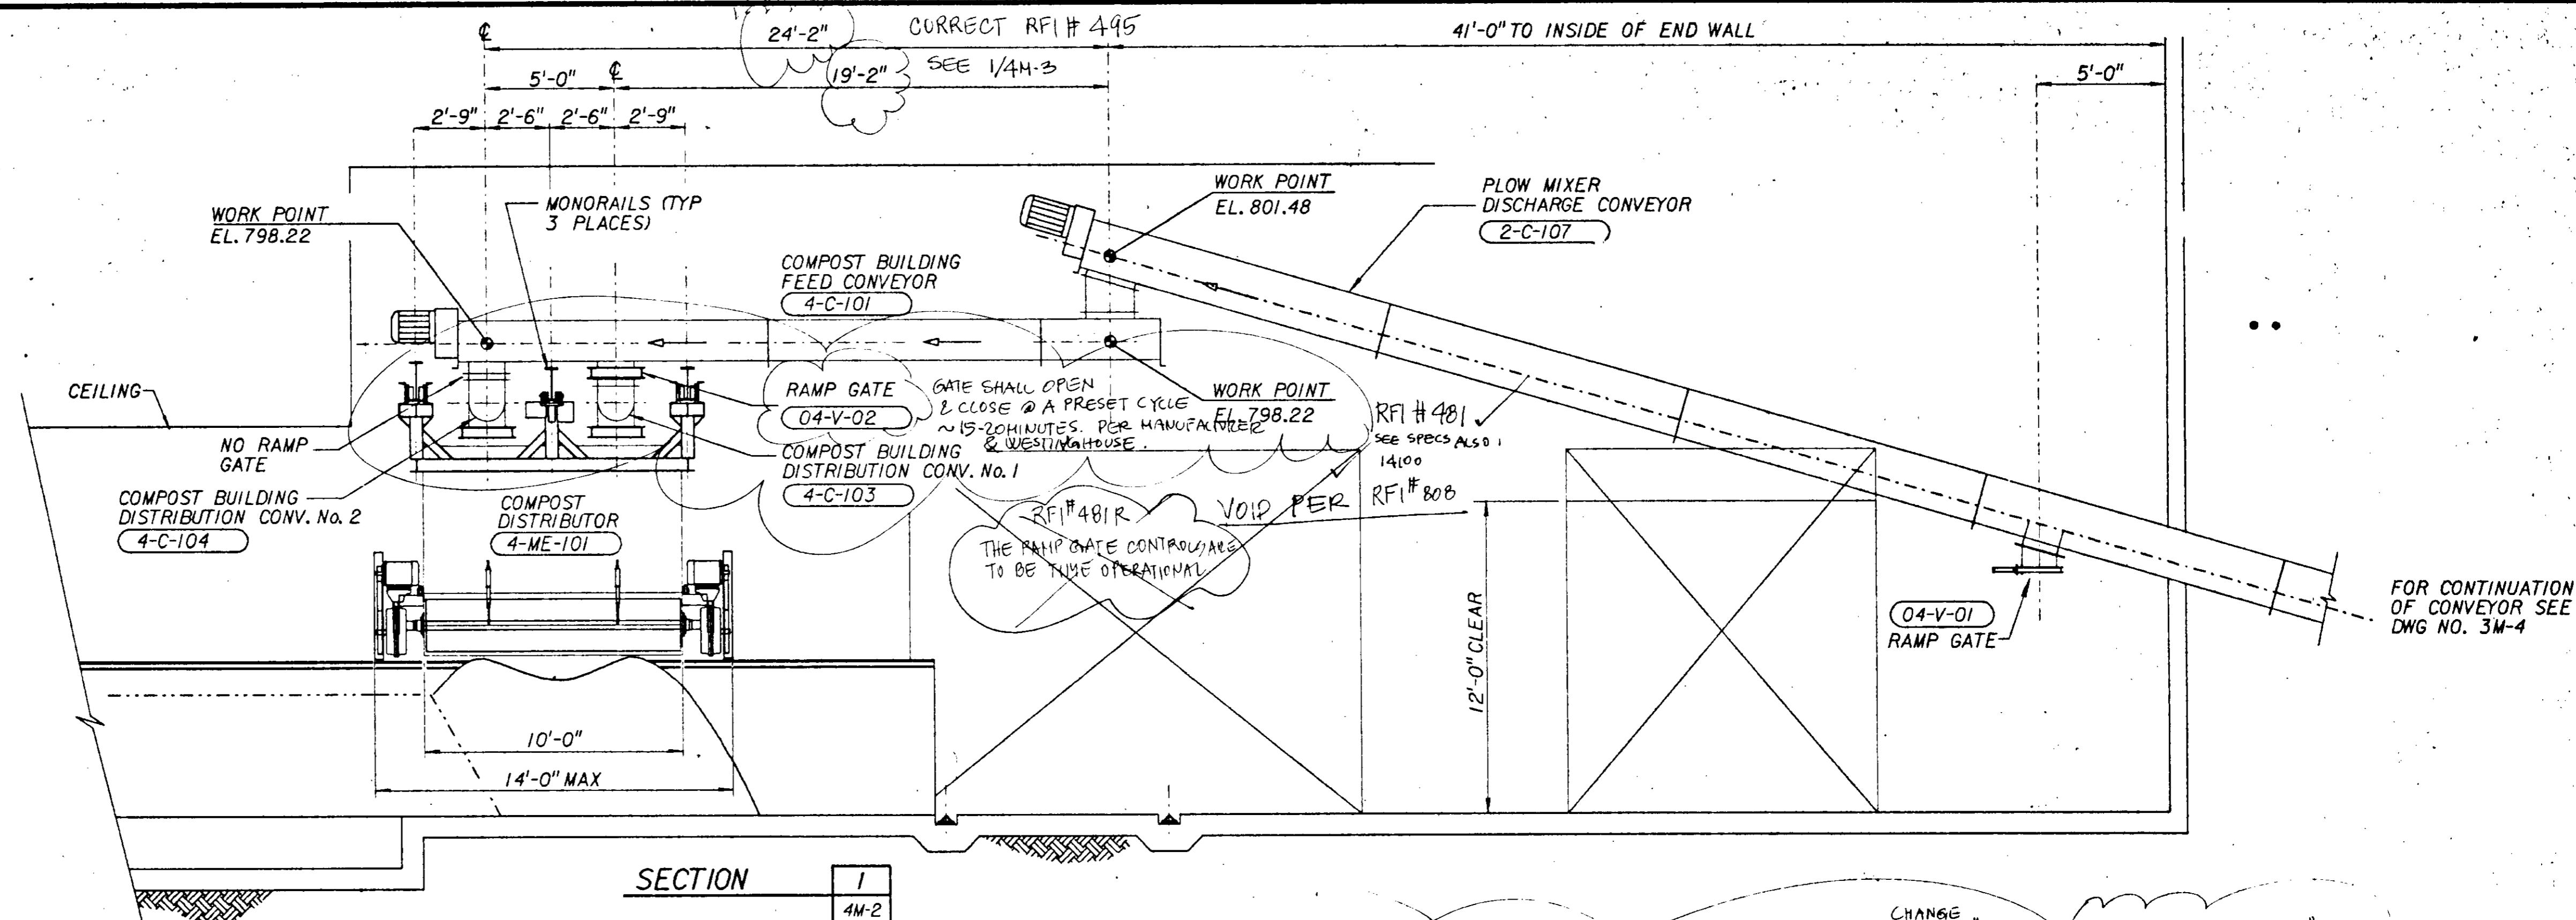 24'-2"
CURRECT RFI # 495
41'-0" TO INSIDE OF END WALL
5'-0"
19'-2"
SEE 1/4M-3
5'-0"
2'-9"
2'-6"
2'-6"
2'-9"
WORK POINT
EL. 798.22
MONORAILS (TYP
3 PLACES)
WORK POINT
EL. 801.48
PLOW MIXER
DISCHARGE CONVEYOR
2-C-107
COMPOST BUILDING
FEED CONVEYOR
4-C-101
CEILING
RAMP GATE
04-V-02
GATE SHALL OPEN
& CLOSE @ A PRESET CYCLE
~ 15-20 MINUTES. PER MANUFACTURER
& WESTINGHOUSE.
WORK POINT
EL. 798.22
RFI # 481
SEE SPECS ALSO
14100
NO RAMP
GATE
COMPOST BUILDING
DISTRIBUTION CONV. No. 1
4-C-103
COMPOST BUILDING
DISTRIBUTION CONV. No. 2
4-C-104
COMPOST
DISTRIBUTOR
4-ME-101
RFI # 481R
VOID PER RFI # 808
THE RAMP GATE CONTROLS ARE
TO BE TIME OPERATIONAL
12'-0" CLEAR
04-V-01
RAMP GATE
FOR CONTINUATION
OF CONVEYOR SEE
DWG NO. 3M-4
10'-0"
14'-0" MAX
SECTION
1
4M-2
CHANGE